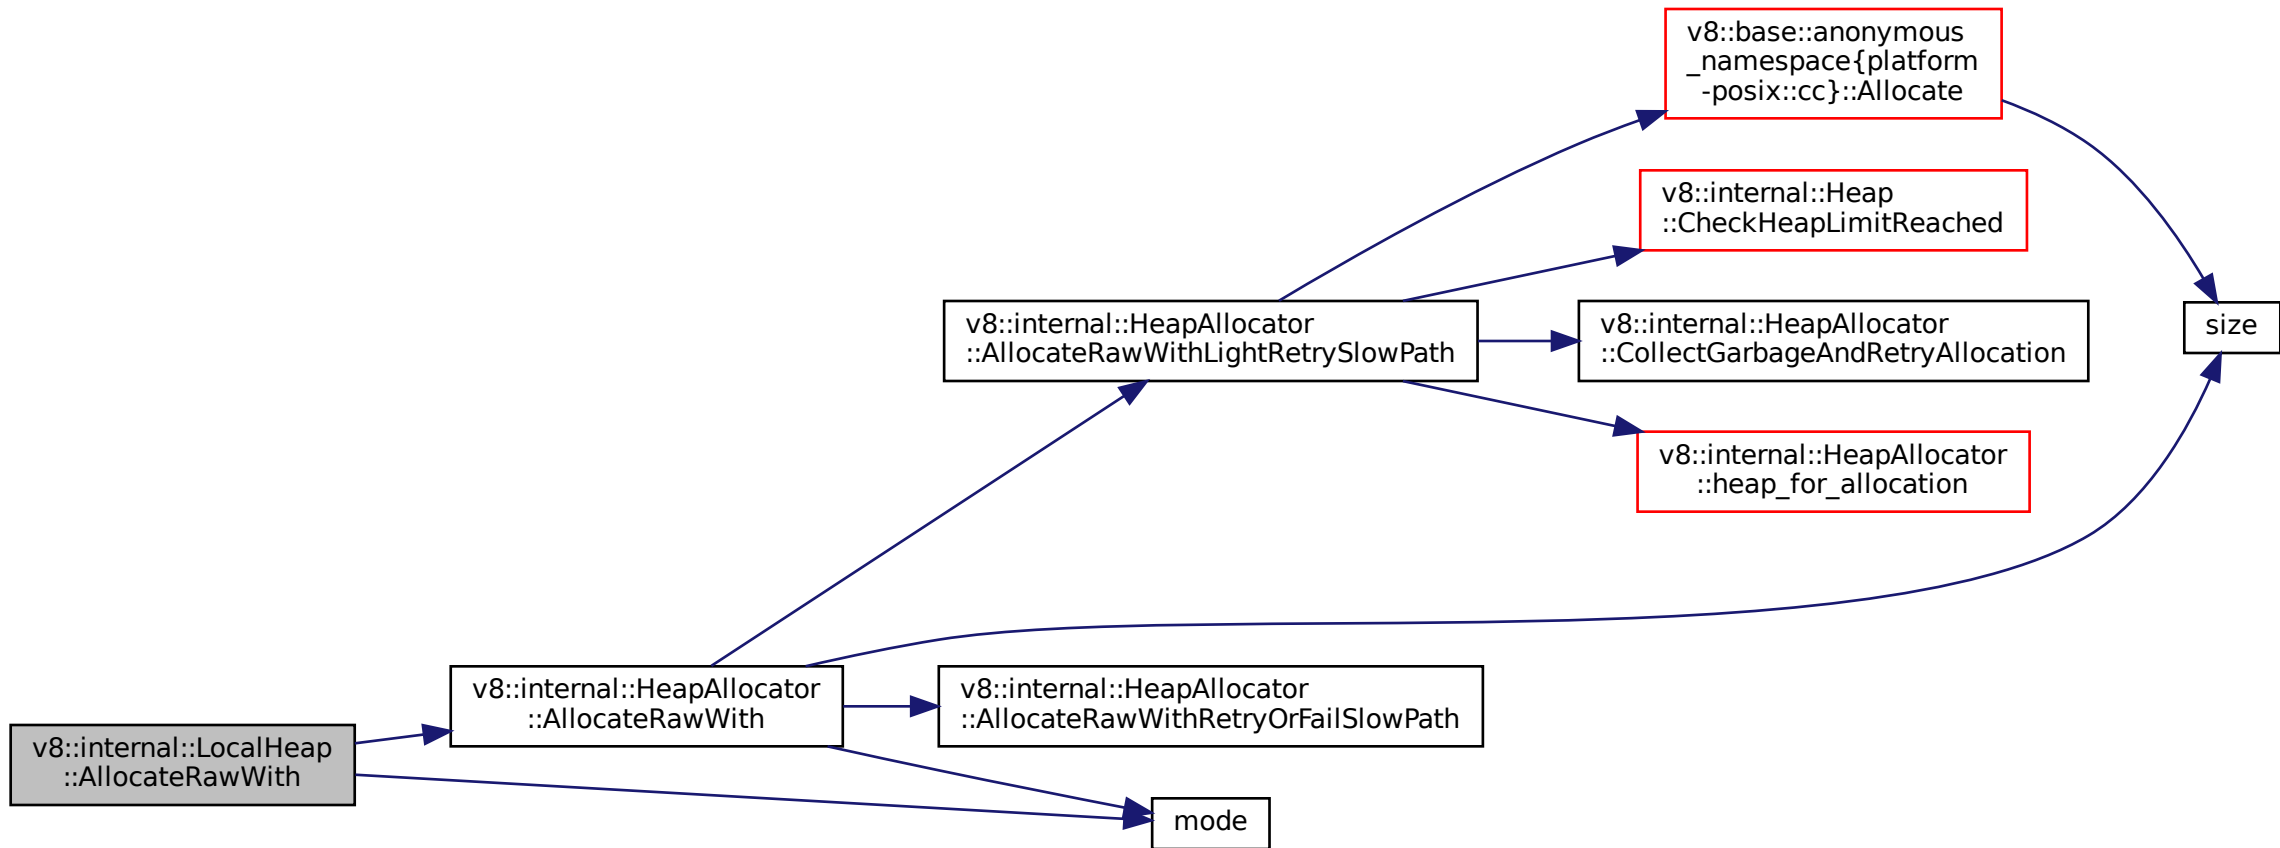 v8::base::anonymous
_namespace{platform
-posix::cc}::Allocate
v8::internal::Heap
::CheckHeapLimitReached
v8::internal::HeapAllocator
::AllocateRawWithLightRetrySlowPath
v8::internal::HeapAllocator
::CollectGarbageAndRetryAllocation
size
v8::internal::HeapAllocator
::heap_for_allocation
v8::internal::HeapAllocator
::AllocateRawWith
v8::internal::HeapAllocator
::AllocateRawWithRetryOrFailSlowPath
v8::internal::LocalHeap
::AllocateRawWith
mode